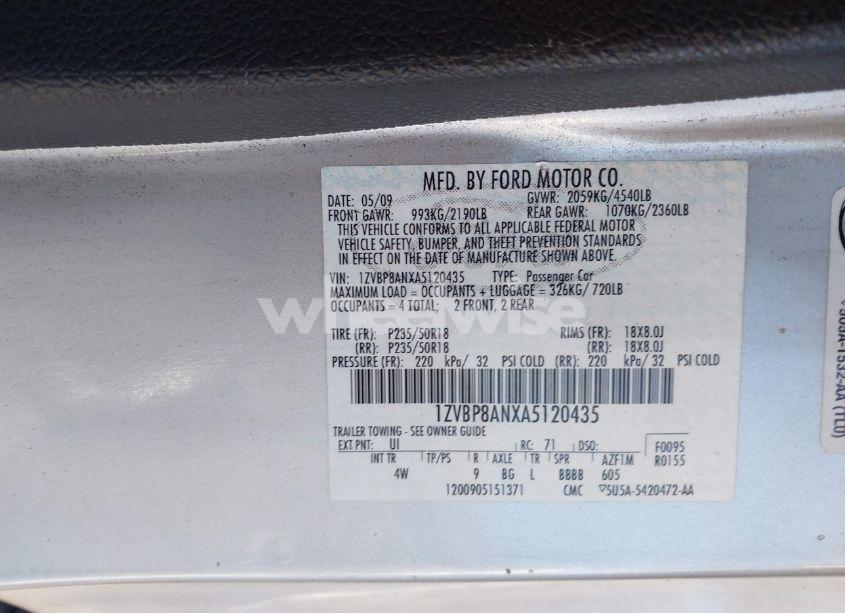 MFD. BY FORD MOTOR CO.
DATE: 05/09 GVWR: 2059KG/4540LB
FRONT GAWR: 993KG/2190LB REAR GAWR: 1070KG/2360LB
THIS VEHICLE CONFORMS TO ALL APPLICABLE FEDERAL MOTOR
VEHICLE SAFETY, BUMPER, AND THEFT PREVENTION STANDARDS
IN EFFECT ON THE DATE OF MANUFACTURE SHOWN ABOVE.
VIN: 1ZVBP8ANXA5120435 TYPE: Passenger Car
MAXIMUM LOAD = OCCUPANTS + LUGGAGE = 326KG/720LB
OCCUPANTS = 4 TOTAL; 2 FRONT, 2 REAR
wheelwise
TIRE (FR): P235/50R18 RIMS (FR): 18X8.0J
(RR): P235/50R18 (RR): 18X8.0J
PRESSURE (FR): 220 kPa/ 32 PSI COLD (RR): 220 kPa/ 32 PSI COLD
1ZVBP8ANXA5120435
TRAILER TOWING - SEE OWNER GUIDE
EXT PNT: UI RC: 71 DSO: F0095
INT TR TP/PS R AXLE TR SPR AZFIM R0155
4W 9 BG L BBBB 605
1200905151371 CMC 5U5A-5420472-AA